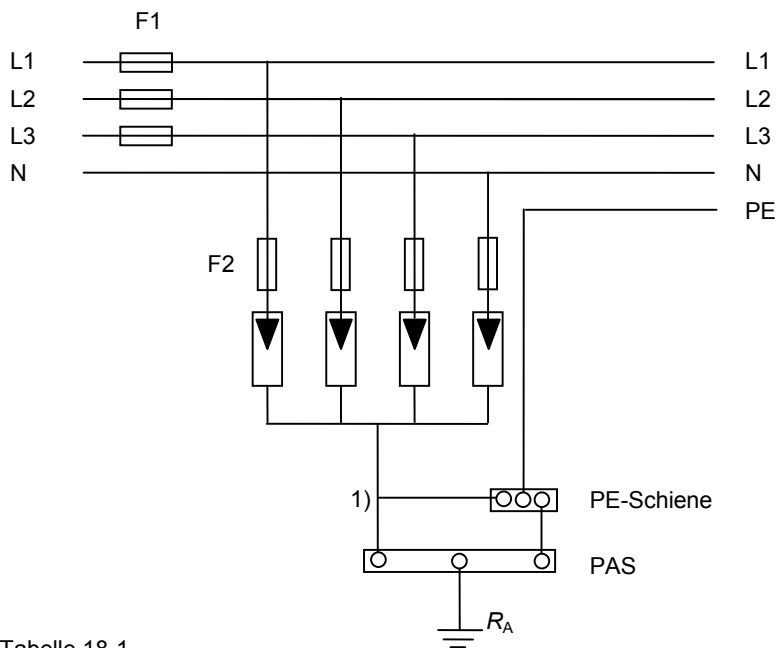 F1
L1 L1
L2 L2
L3 L3
N N
PE
F2
1) PE-Schiene
PAS
RA
Tabelle 18-1